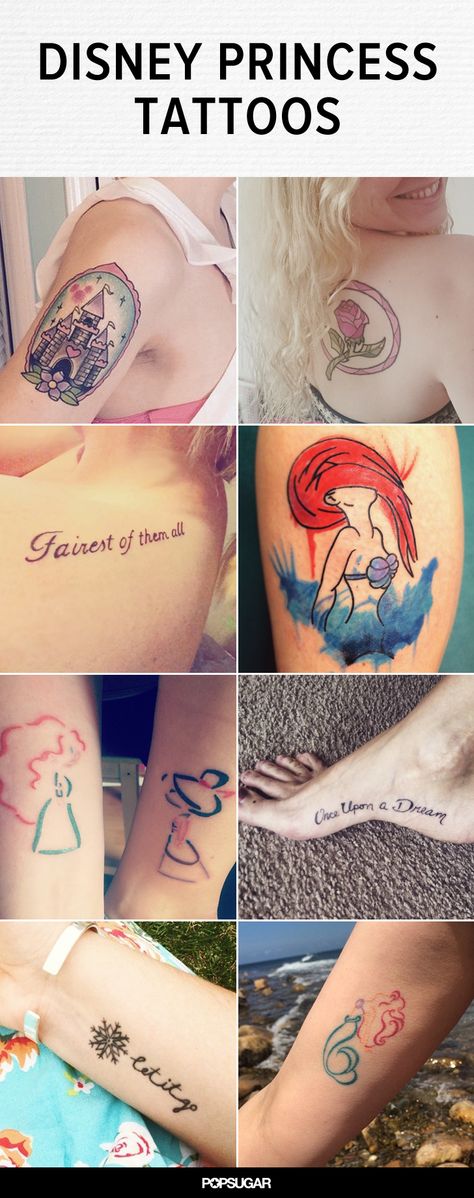 DISNEY PRINCESS
TATTOOS
Fairest of them all
Once Upon a Dream
let it go
POPSUGAR